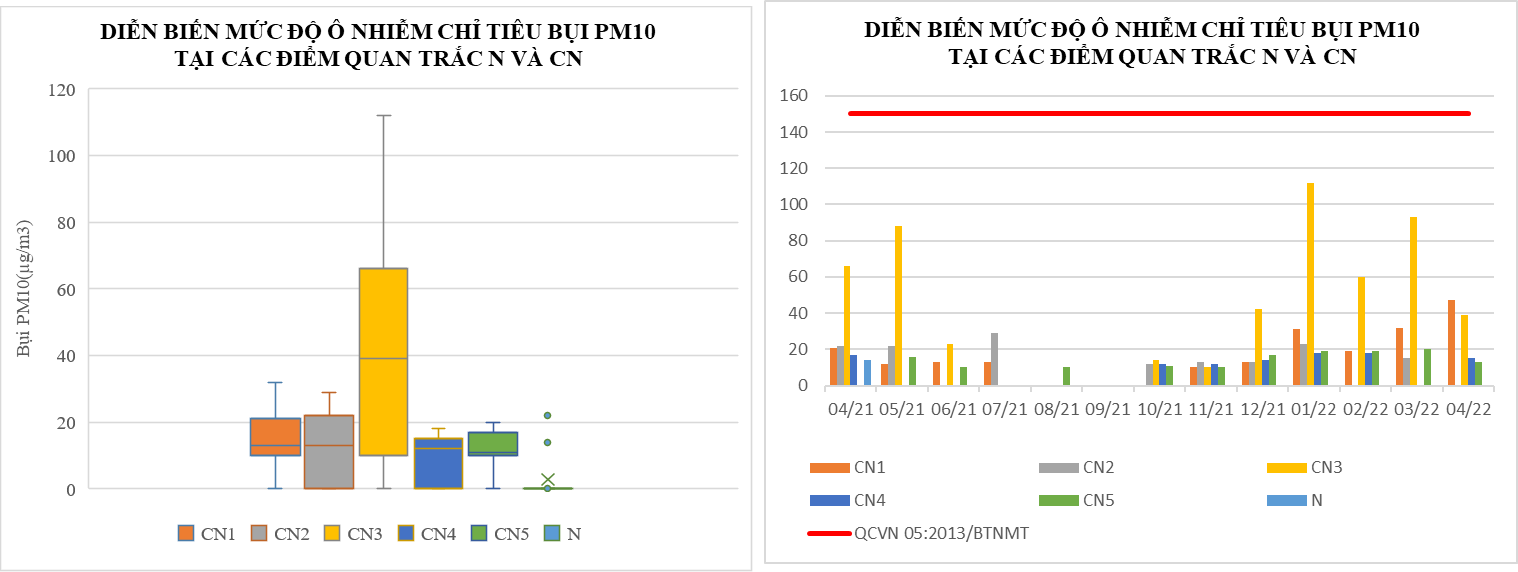 DIỄN BIẾN MỨC ĐỘ Ô NHIỄM CHỈ TIÊU BỤI PM10
TẠI CÁC ĐIỂM QUAN TRẮC N VÀ CN
120
100
80
60
40
20
0
Bụi PM10(µg/m3)
CN1 CN2 CN3 CN4 CN5 N
DIỄN BIẾN MỨC ĐỘ Ô NHIỄM CHỈ TIÊU BỤI PM10
TẠI CÁC ĐIỂM QUAN TRẮC N VÀ CN
160
140
120
100
80
60
40
20
0
04/21 05/21 06/21 07/21 08/21 09/21 10/21 11/21 12/21 01/22 02/22 03/22 04/22
CN1 CN2 CN3
CN4 CN5 N
QCVN 05:2013/BTNMT